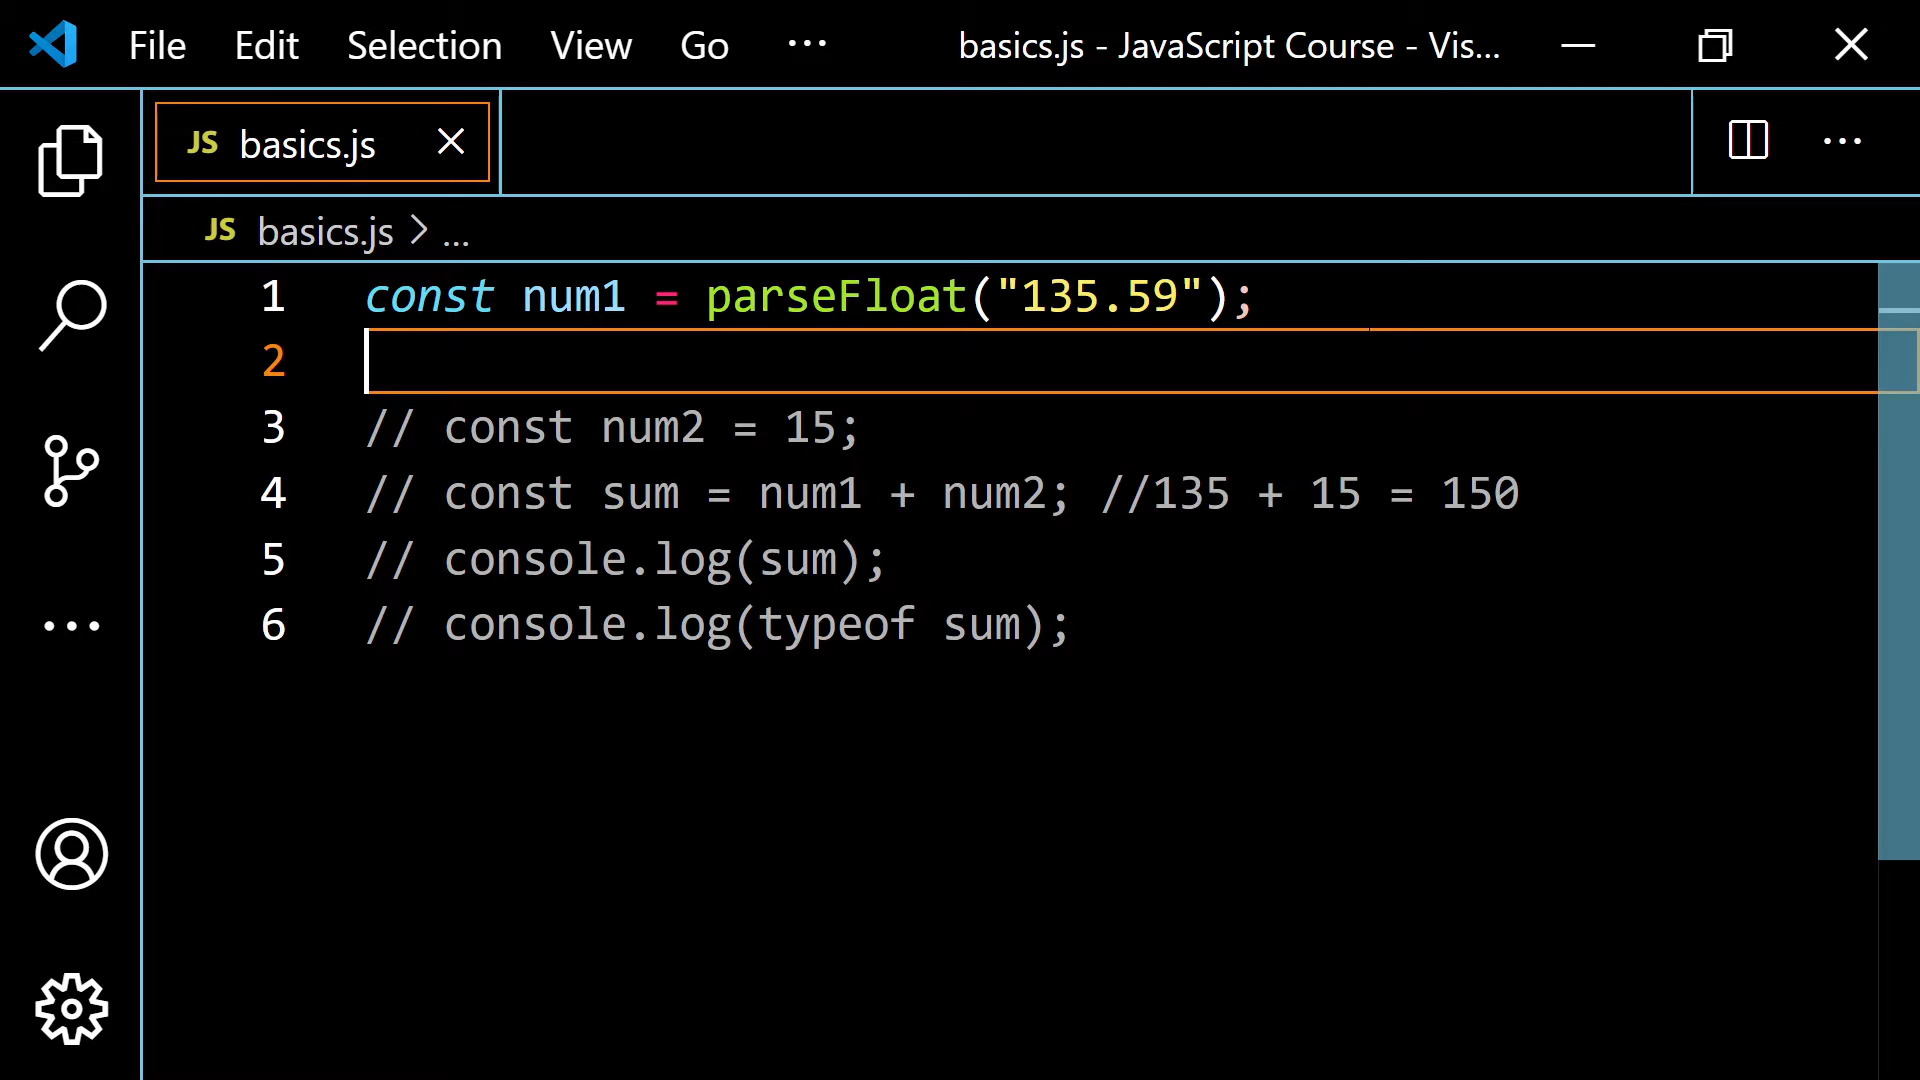 File Edit Selection View Go ... basics.js - JavaScript Course - Vis...
JS basics.js
JS basics.js > ...
1 const num1 = parseFloat("135.59");
2
3 // const num2 = 15;
4 // const sum = num1 + num2; //135 + 15 = 150
5 // console.log(sum);
6 // console.log(typeof sum);